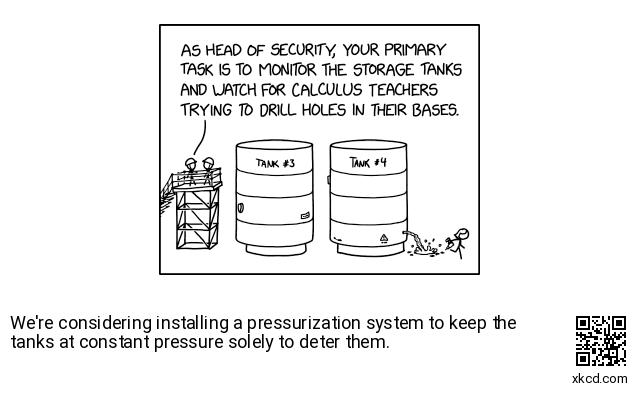 AS HEAD OF SECURITY, YOUR PRIMARY
TASK IS TO MONITOR THE STORAGE TANKS
AND WATCH FOR CALCULUS TEACHERS
TRYING TO DRILL HOLES IN THEIR BASES.
TANK #3
TANK #4
We're considering installing a pressurization system to keep the
tanks at constant pressure solely to deter them.
xkcd.com